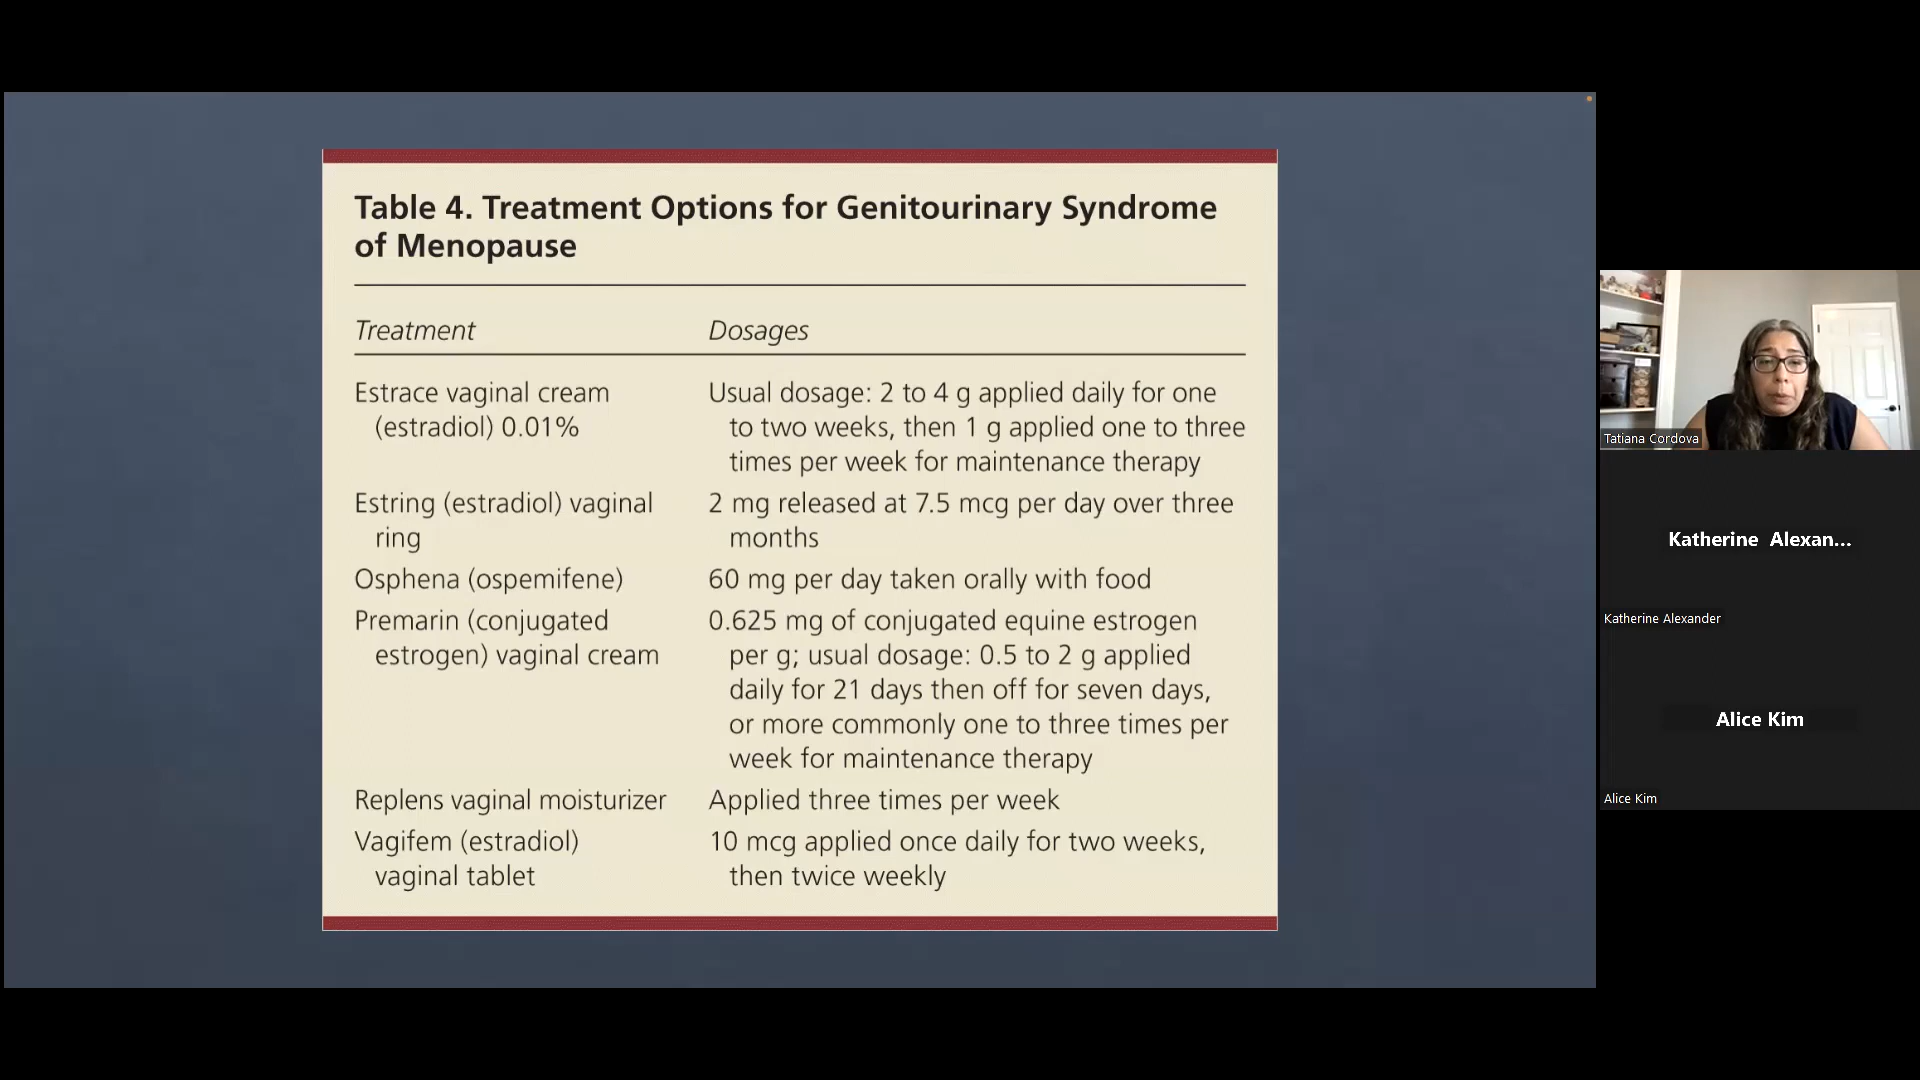 Table 4. Treatment Options for Genitourinary Syndrome
of Menopause
Treatment
Dosages
Estrace vaginal cream
(estradiol) 0.01%
Usual dosage: 2 to 4 g applied daily for one
to two weeks, then 1 g applied one to three
times per week for maintenance therapy
Estring (estradiol) vaginal
ring
2 mg released at 7.5 mcg per day over three
months
Osphena (ospemifene)
60 mg per day taken orally with food
Premarin (conjugated
estrogen) vaginal cream
0.625 mg of conjugated equine estrogen
per g; usual dosage: 0.5 to 2 g applied
daily for 21 days then off for seven days,
or more commonly one to three times per
week for maintenance therapy
Replens vaginal moisturizer
Applied three times per week
Vagifem (estradiol)
vaginal tablet
10 mcg applied once daily for two weeks,
then twice weekly
Tatiana Cordova
Katherine Alexan...
Katherine Alexander
Alice Kim
Alice Kim